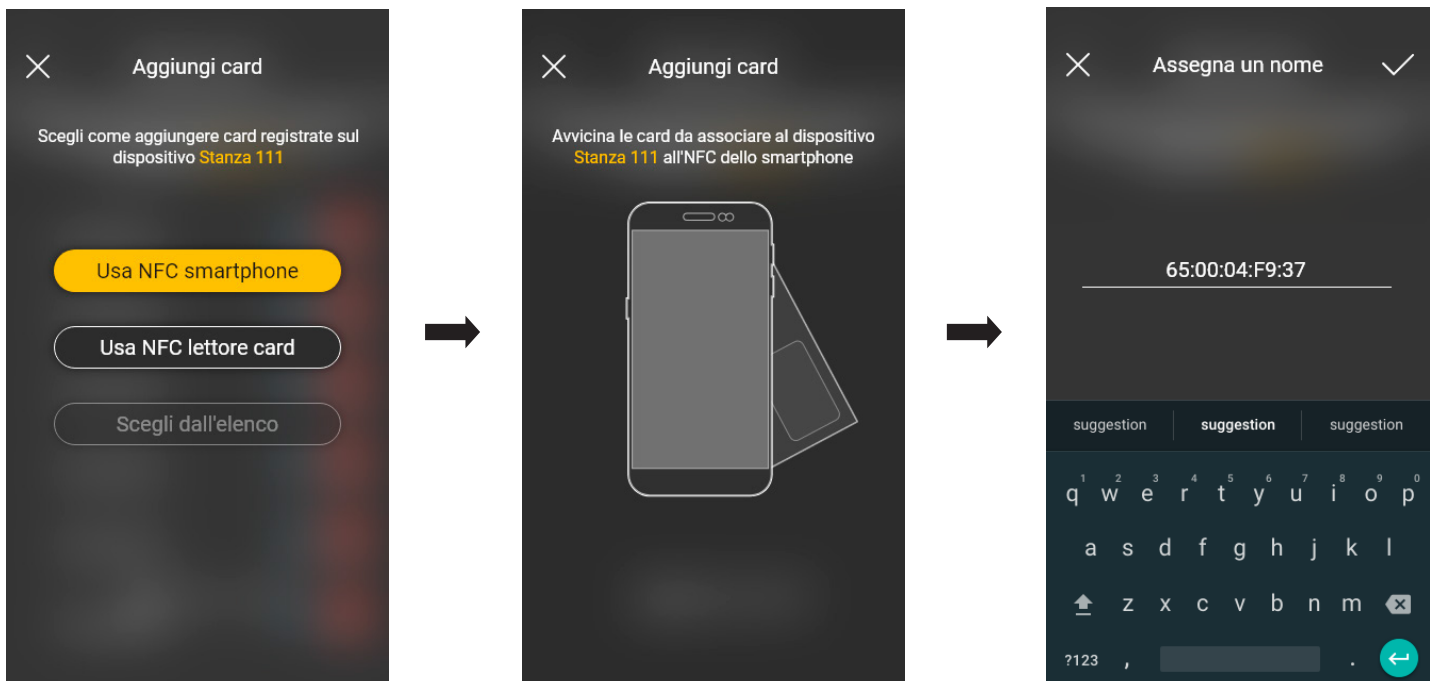 Aggiungi card
Scegli come aggiungere card registrate sul
dispositivo Stanza 111
Usa NFC smartphone
Usa NFC lettore card
Scegli dall'elenco
Aggiungi card
Avvicina le card da associare al dispositivo
Stanza 111 all'NFC dello smartphone
Assegna un nome
65:00:04:F9:37
suggestion suggestion suggestion
1 2 3 4 5 6 7 8 9 0
q w e r t y u i o p
a s d f g h j k l
z x c v b n m
?123 , .